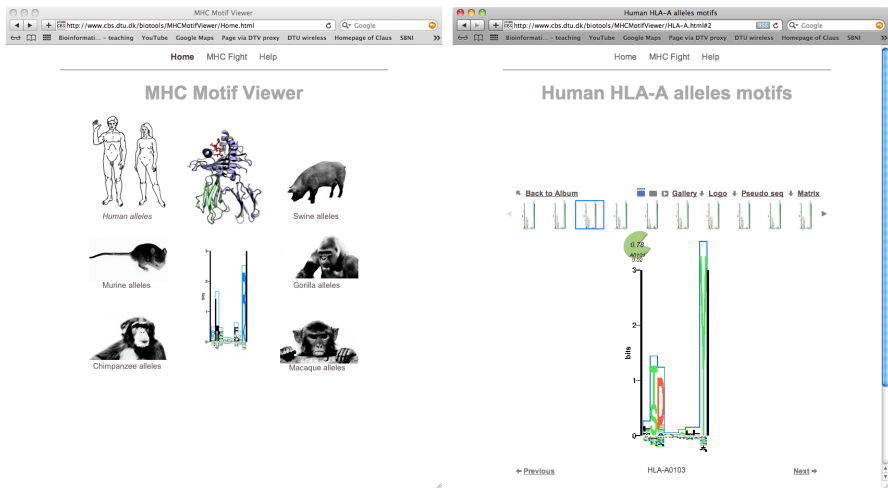 MHC Motif Viewer
http://www.cbs.dtu.dk/biotools/MHCMotifViewer/Home.html
Google
Bioinformati... – teaching YouTube Google Maps Page via DTV proxy DTU wireless Homepage of Claus SBNI
Home MHC Fight Help
MHC Motif Viewer
Human alleles
Swine alleles
Murine alleles
bits
Gorilla alleles
Chimpanzee alleles
Macaque alleles
Human HLA-A alleles motifs
http://www.cbs.dtu.dk/biotools/MHCMotifViewer/HLA-A.html#2
RSS
Google
Bioinformati... – teaching YouTube Google Maps Page via DTV proxy DTU wireless Homepage of Claus SBNI
Home MHC Fight Help
Human HLA-A alleles motifs
Back to Album Gallery Logo Pseudo seq Matrix
0.78
A0103
0.02
3
2
bits
1
0
S D Y
Previous HLA-A0103 Next